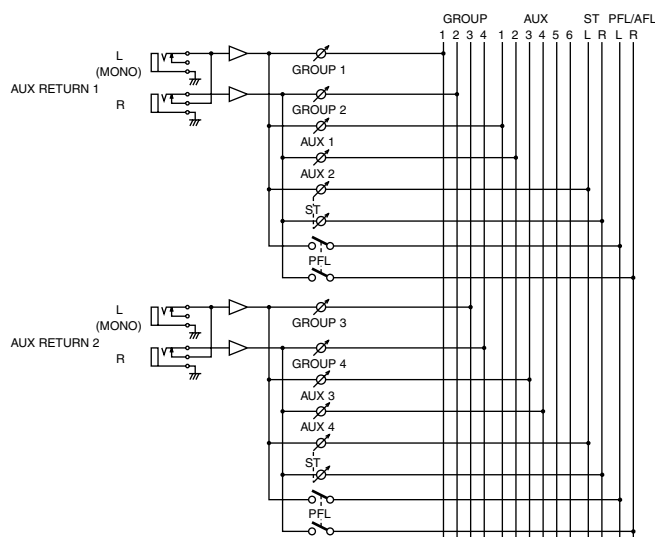 GROUP AUX ST PFL/AFL
1 2 3 4 1 2 3 4 5 6 L R L R
L
(MONO)
GROUP 1
AUX RETURN 1
R
GROUP 2
AUX 1
AUX 2
ST
PFL
L
(MONO)
GROUP 3
AUX RETURN 2
R
GROUP 4
AUX 3
AUX 4
ST
PFL